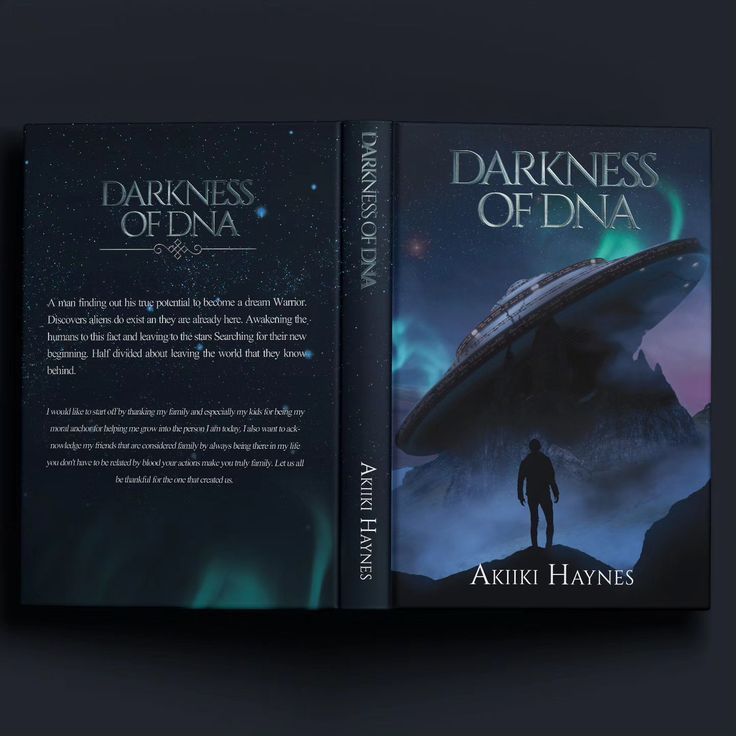 DARKNESS
OF DNA
A man finding out his true potential to become a dream Warrior.
Discovers aliens do exist an they are already here. Awakening the
humans to this fact and leaving to the stars Searching for their new
beginning. Half divided about leaving the world that they know
behind.
I would like to start off by thanking my family and especially my kids for being my
moral anchor for helping me grow into the person I am today, I also want to ack-
nowledge my friends that are considered family by always being there in my life
you don't have to be related by blood your actions make you truly family. Let us all
be thankful for the one that created us.
DARKNESS OF DNA
AKIIKI HAYNES
DARKNESS
OF DNA
AKIIKI HAYNES